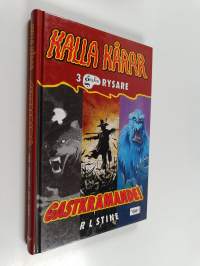 KALLA KÅRAR
3 RYSARE
GASTKRAMANDE!
R L STINE